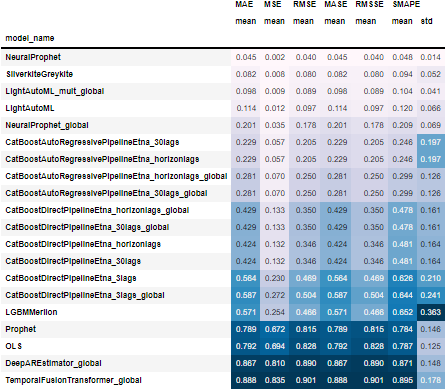 MAE MSE RMSE MASE RMSSE SMAPE
mean mean mean mean mean mean std
model_name
NeuralProphet 0.045 0.002 0.040 0.045 0.040 0.048 0.014
SilverkiteGreykite 0.082 0.008 0.080 0.082 0.080 0.094 0.052
LightAutoML_mult_global 0.098 0.009 0.089 0.098 0.089 0.104 0.041
LightAutoML 0.114 0.012 0.097 0.114 0.097 0.120 0.066
NeuralProphet_global 0.201 0.035 0.178 0.201 0.178 0.209 0.069
CatBoostAutoRegressivePipelineEtna_30lags 0.229 0.057 0.205 0.229 0.205 0.246 0.197
CatBoostAutoRegressivePipelineEtna_horizonlags 0.229 0.057 0.205 0.229 0.205 0.246 0.197
CatBoostAutoRegressivePipelineEtna_horizonlags_global 0.281 0.070 0.250 0.281 0.250 0.299 0.126
CatBoostAutoRegressivePipelineEtna_30lags_global 0.281 0.070 0.250 0.281 0.250 0.299 0.126
CatBoostDirectPipelineEtna_horizonlags_global 0.429 0.133 0.350 0.429 0.350 0.478 0.161
CatBoostDirectPipelineEtna_30lags_global 0.429 0.133 0.350 0.429 0.350 0.478 0.161
CatBoostDirectPipelineEtna_horizonlags 0.424 0.132 0.346 0.424 0.346 0.481 0.164
CatBoostDirectPipelineEtna_30lags 0.424 0.132 0.346 0.424 0.346 0.481 0.164
CatBoostDirectPipelineEtna_3lags 0.564 0.230 0.469 0.564 0.469 0.626 0.210
CatBoostDirectPipelineEtna_3lags_global 0.587 0.272 0.504 0.587 0.504 0.644 0.241
LGBMMerlion 0.571 0.254 0.466 0.571 0.466 0.652 0.363
Prophet 0.789 0.672 0.815 0.789 0.815 0.784 0.146
OLS 0.792 0.694 0.828 0.792 0.828 0.787 0.125
DeepAREstimator_global 0.867 0.810 0.890 0.867 0.890 0.871 0.148
TemporalFusionTransformer_global 0.888 0.835 0.901 0.888 0.901 0.895 0.178